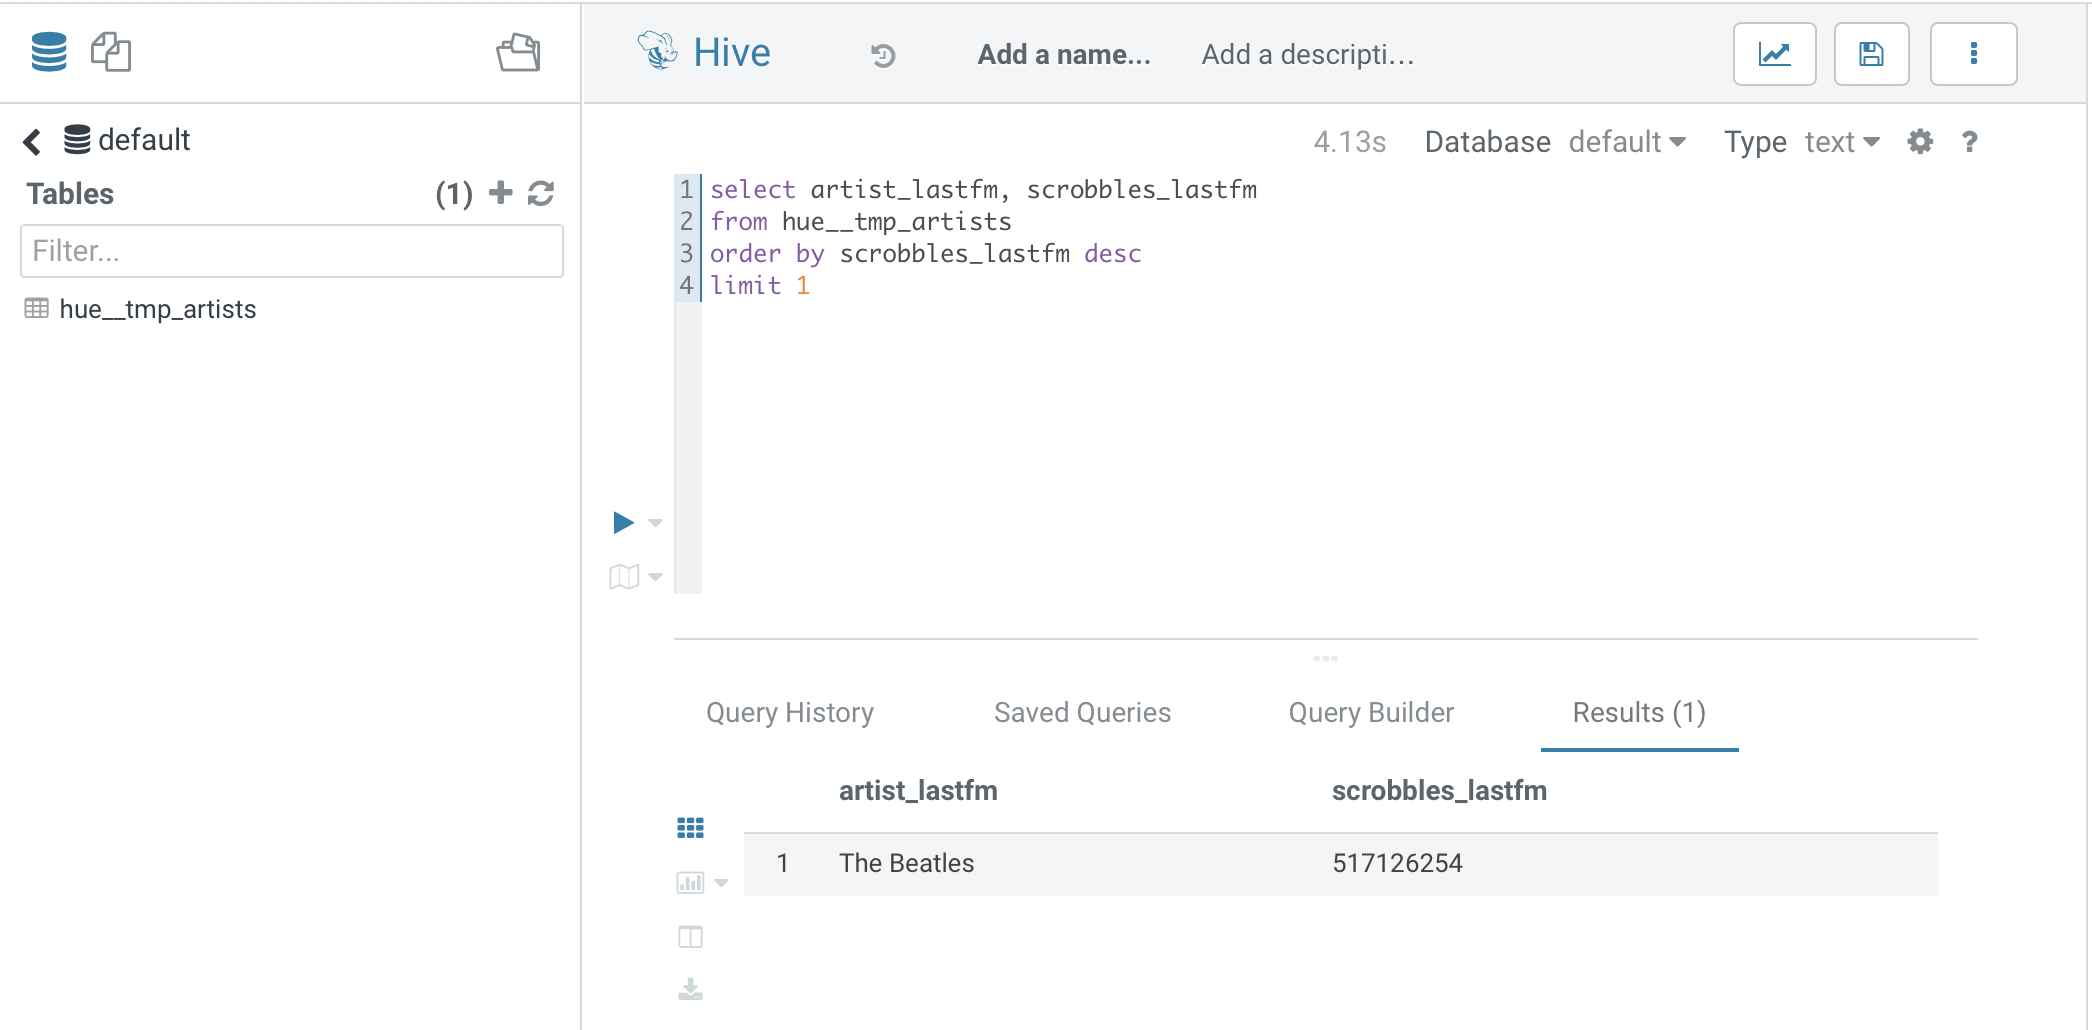 Hive
Add a name...
Add a descripti...
default
Tables (1)
Filter...
hue__tmp_artists
4.13s Database default Type text ?
1 select artist_lastfm, scrobbles_lastfm
2 from hue__tmp_artists
3 order by scrobbles_lastfm desc
4 limit 1
Query History Saved Queries Query Builder Results (1)
artist_lastfm scrobbles_lastfm
1 The Beatles 517126254